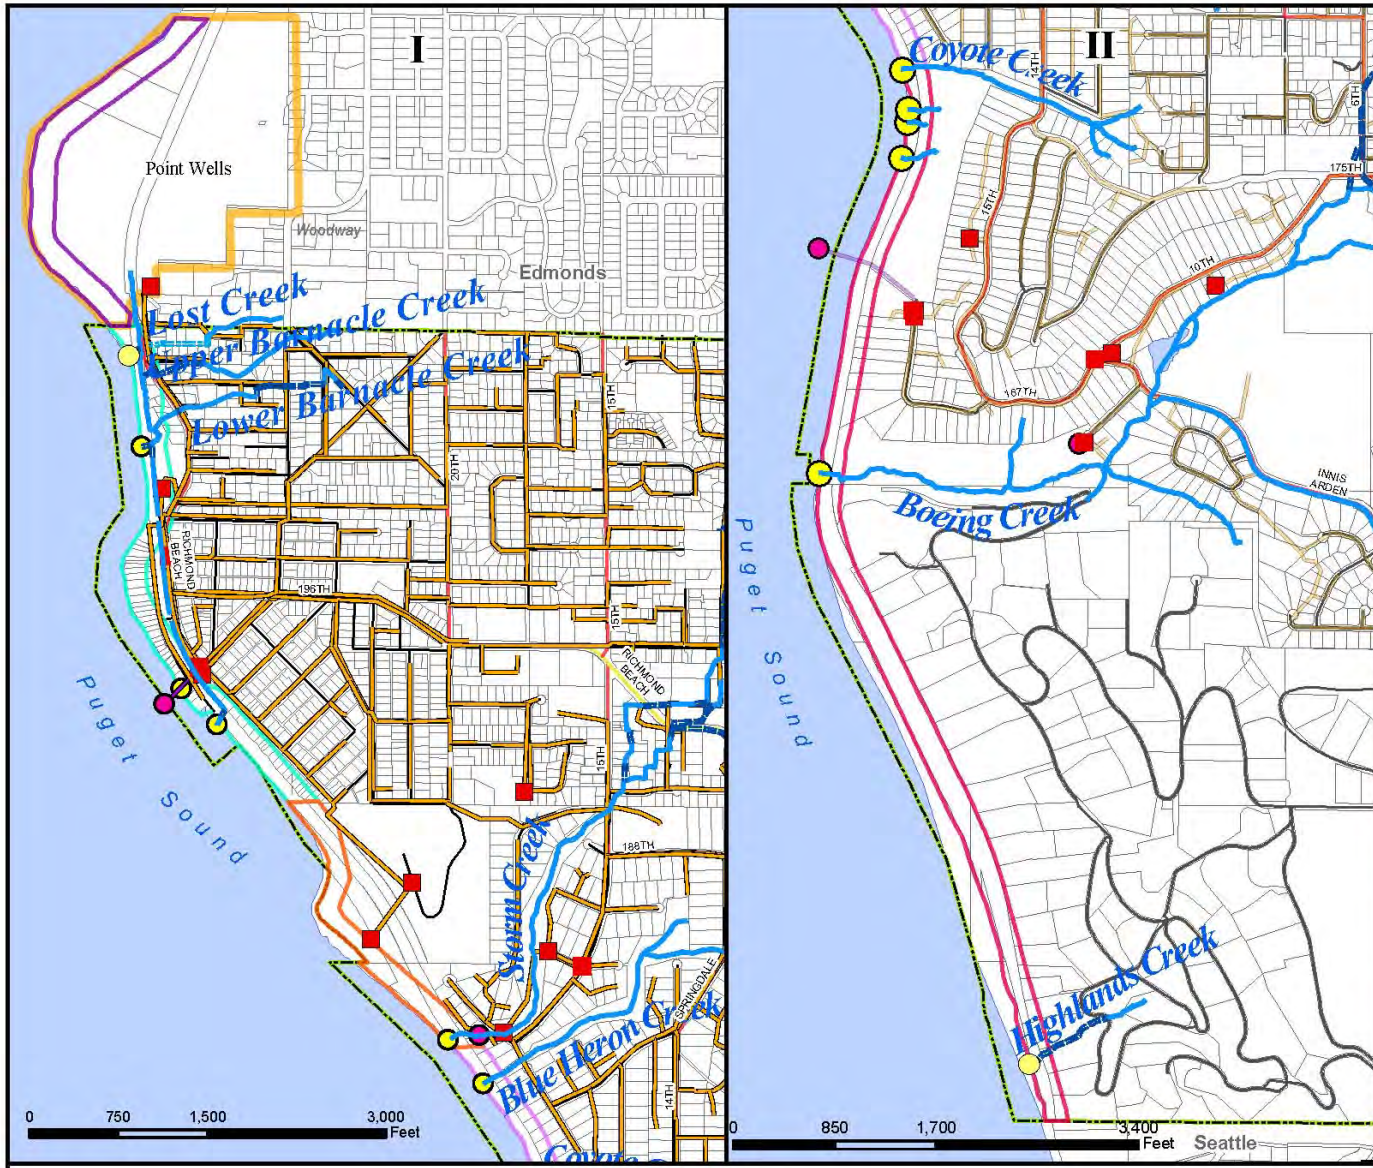 I
Point Wells
Woodway
Edmonds
Lost Creek
Upper Barnacle Creek
Lower Barnacle Creek
20TH
15TH
RICHMOND
BEACH
196TH
15TH
RICHMOND
BEACH
Puget Sound
15TH
188TH
Storm Creek
SPRINGDALE
Blue Heron Creek
14TH
0 750 1,500 3,000
Feet
II
Coyote Creek
14TH
6TH
175TH
15TH
10TH
167TH
INNIS
ARDEN
Boeing Creek
Puget Sound
Highlands Creek
0 850 1,700 3,400
Feet
Seattle